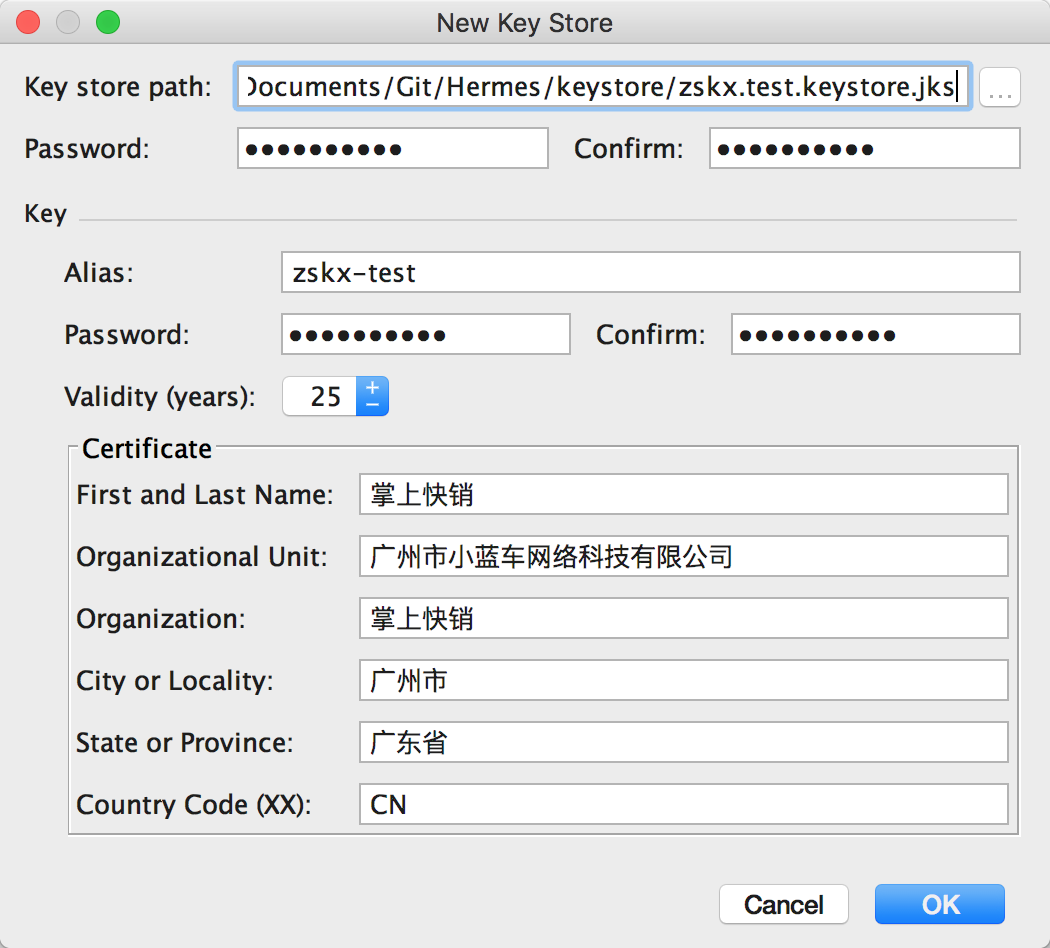 New Key Store
Key store path: Documents/Git/Hermes/keystore/zskx.test.keystore.jks ...
Password: •••••••••• Confirm: ••••••••••
Key
Alias: zskx-test
Password: •••••••••• Confirm: ••••••••••
Validity (years): 25 + −
Certificate
First and Last Name: 掌上快销
Organizational Unit: 广州市小蓝车网络科技有限公司
Organization: 掌上快销
City or Locality: 广州市
State or Province: 广东省
Country Code (XX): CN
Cancel OK